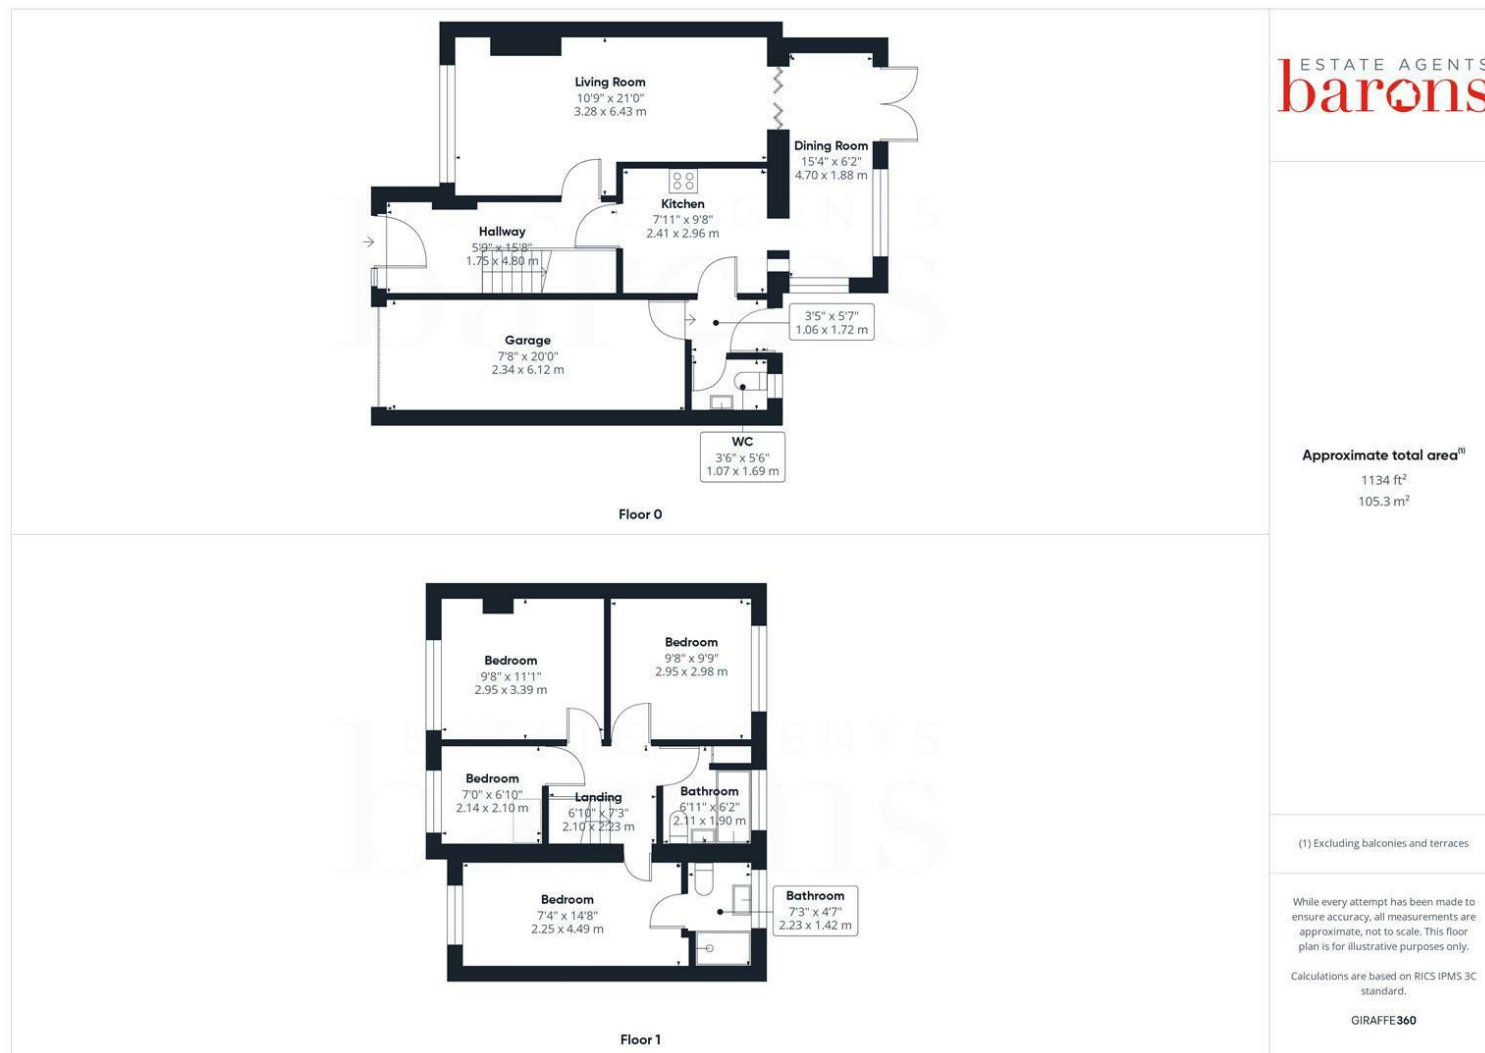 Living Room
10'9" x 21'0"
3.28 x 6.43 m
Dining Room
15'4" x 6'2"
4.70 x 1.88 m
Kitchen
7'11" x 9'8"
2.41 x 2.96 m
Hallway
5'9" x 15'8"
1.75 x 4.80 m
3'5" x 5'7"
1.06 x 1.72 m
Garage
7'8" x 20'0"
2.34 x 6.12 m
WC
3'6" x 5'6"
1.07 x 1.69 m
Floor 0
Bedroom
9'8" x 11'1"
2.95 x 3.39 m
Bedroom
9'8" x 9'9"
2.95 x 2.98 m
Bedroom
7'0" x 6'10"
2.14 x 2.10 m
Landing
6'10" x 7'3"
2.10 x 2.23 m
Bathroom
6'11" x 6'2"
2.11 x 1.90 m
Bedroom
7'4" x 14'8"
2.25 x 4.49 m
Bathroom
7'3" x 4'7"
2.23 x 1.42 m
Floor 1
ESTATE AGENTS
barons
ESTATE AGENTS
barons
ESTATE AGENTS
barons
Approximate total area(1)
1134 ft²
105.3 m²
(1) Excluding balconies and terraces
While every attempt has been made to
ensure accuracy, all measurements are
approximate, not to scale. This floor
plan is for illustrative purposes only.
Calculations are based on RICS IPMS 3C
standard.
GIRAFFE360